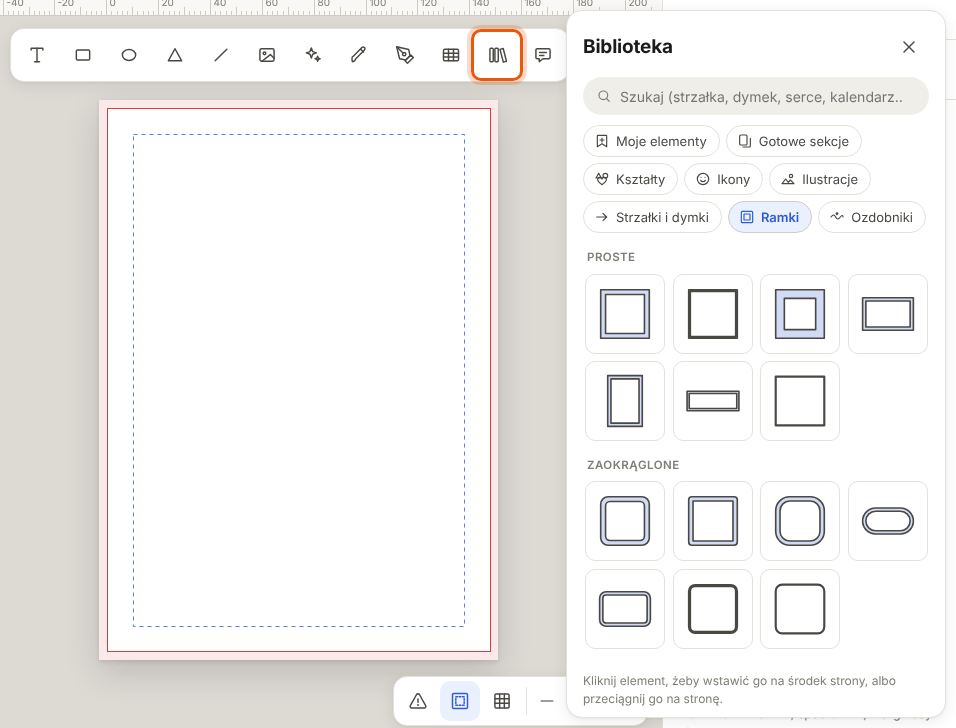 -40 -20 0 20 40 60 80 100 120 140 160 180 200
Biblioteka
Szukaj (strzałka, dymek, serce, kalendarz..
Moje elementy Gotowe sekcje
Kształty Ikony Ilustracje
Strzałki i dymki Ramki Ozdobniki
PROSTE
ZAOKRĄGLONE
Kliknij element, żeby wstawić go na środek strony, albo
przeciągnij go na stronę.